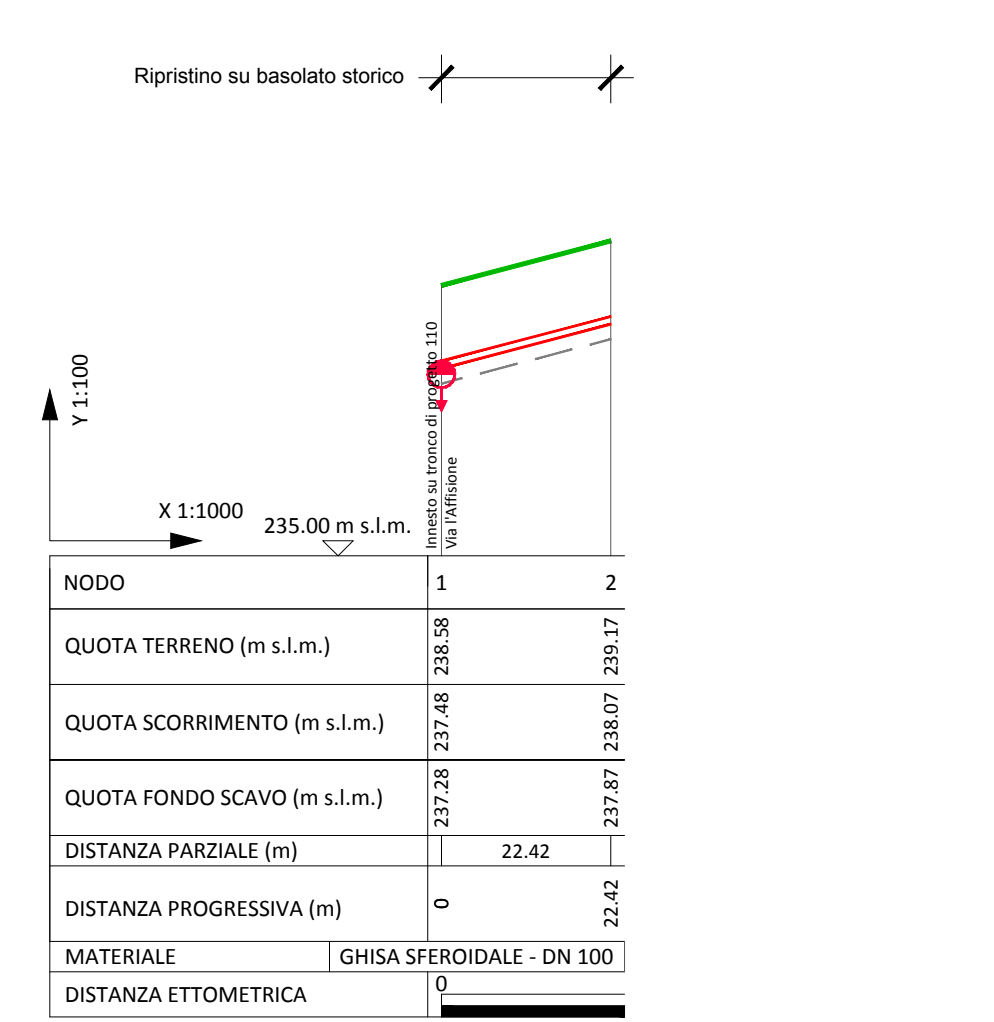 Ripristino su basolato storico
Y 1:100
X 1:1000
235.00 m s.l.m.
Innesto su tronco di progetto 110
Via l'Affisione
NODO 1 2
QUOTA TERRENO (m s.l.m.) 238.58 239.17
QUOTA SCORRIMENTO (m s.l.m.) 237.48 238.07
QUOTA FONDO SCAVO (m s.l.m.) 237.28 237.87
DISTANZA PARZIALE (m) 22.42
DISTANZA PROGRESSIVA (m) 0 22.42
MATERIALE GHISA SFEROIDALE - DN 100
DISTANZA ETTOMETRICA 0